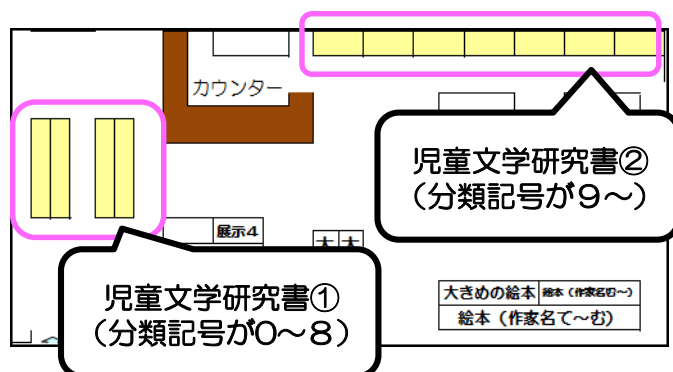 カウンター
児童文学研究書②
(分類記号が9~)
展示4
大 大
児童文学研究書①
(分類記号が0~8)
大きめの絵本
絵本(作家名む~)
絵本(作家名て~む)